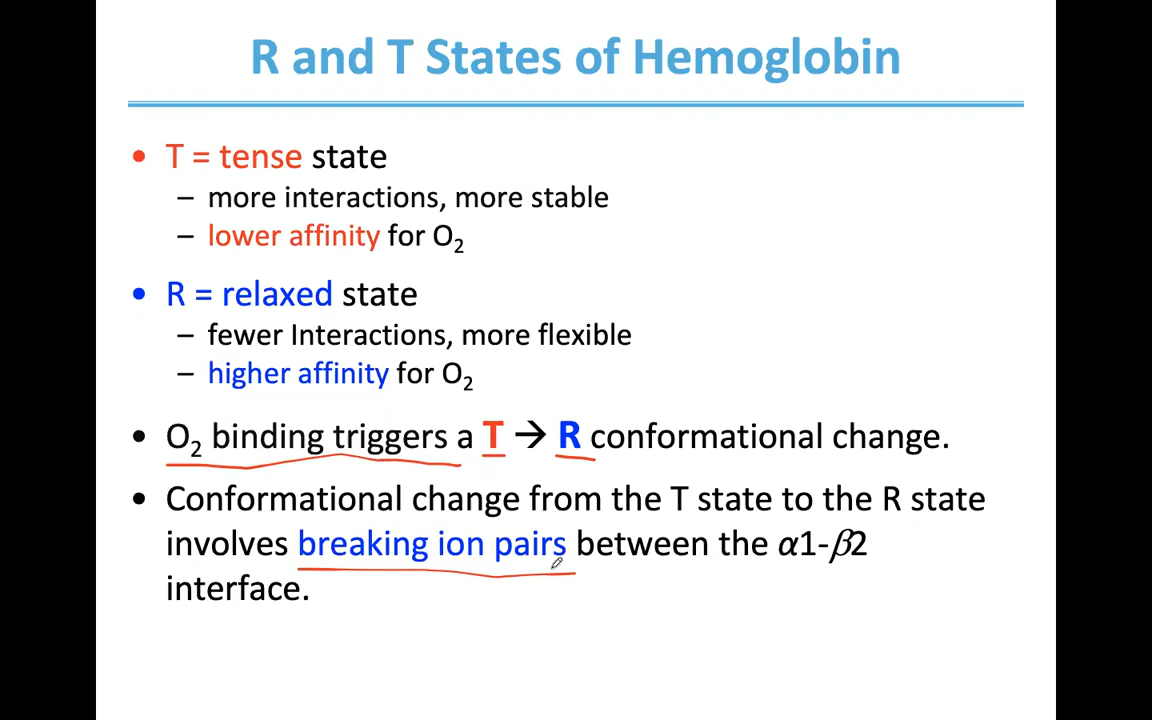 R and T States of Hemoglobin
• T = tense state
– more interactions, more stable
– lower affinity for O₂
• R = relaxed state
– fewer Interactions, more flexible
– higher affinity for O₂
• O₂ binding triggers a T → R conformational change.
• Conformational change from the T state to the R state
involves breaking ion pairs between the α1-β2
interface.